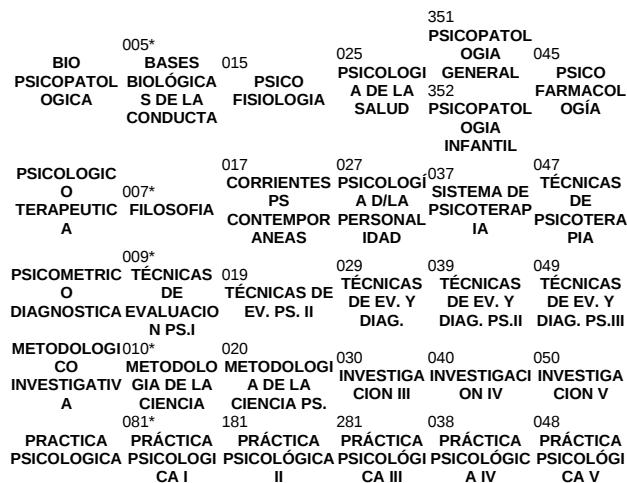 BIO
PSICOPATOL
OGICA
005*
BASES
BIOLÓGICA
S DE LA
CONDUCTA
015
PSICO
FISIOLOGIA
025
PSICOLOGI
A DE LA
SALUD
351
PSICOPATOL
OGIA
GENERAL
352
PSICOPATOL
OGIA
INFANTIL
045
PSICO
FARMACOL
OGÍA
PSICOLOGIC
O
TERAPEUTIC
A
007*
FILOSOFIA
017
CORRIENTES
PS
CONTEMPOR
ANEAS
027
PSICOLOGÍ
A D/LA
PERSONAL
IDAD
037
SISTEMA DE
PSICOTERAP
IA
047
TÉCNICAS
DE
PSICOTERA
PIA
PSICOMETRIC
O
DIAGNOSTICA
009*
TÉCNICAS
DE
EVALUACIO
N PS.I
019
TÉCNICAS DE
EV. PS. II
029
TÉCNICAS
DE EV. Y
DIAG.
039
TÉCNICAS
DE EV. Y
DIAG. PS.II
049
TÉCNICAS
DE EV. Y
DIAG. PS.III
METODOLOGI
CO
INVESTIGATIV
A
010*
METODOLO
GIA DE LA
CIENCIA
020
METODOLOGI
A DE LA
CIENCIA PS.
030
INVESTIGA
CION III
040
INVESTIGACI
ON IV
050
INVESTIGA
CION V
PRACTICA
PSICOLOGICA
081*
PRÁCTICA
PSICOLOGI
CA I
181
PRÁCTICA
PSICOLÓGICA
II
281
PRÁCTICA
PSICOLÓGI
CA III
038
PRÁCTICA
PSICOLÓGIC
A IV
048
PRÁCTICA
PSICOLÓGI
CA V